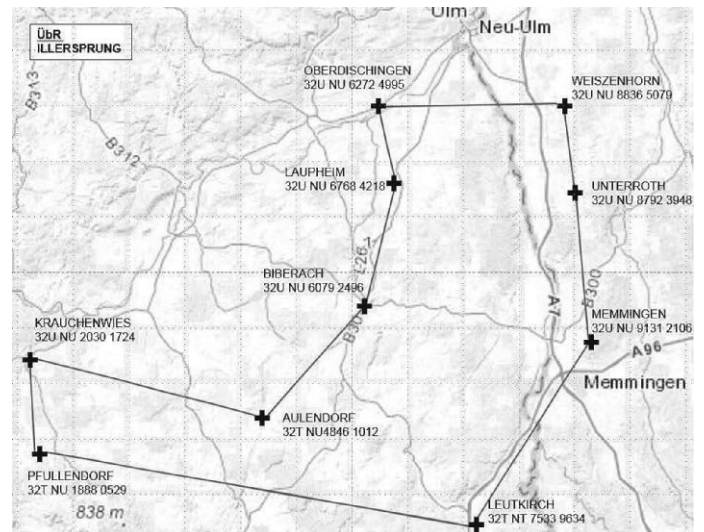 ÜbR
ILLERSPRUNG
Ulm
Neu-Ulm
B313
B312
OBERDISCHINGEN
32U NU 6272 4995
WEISZENHORN
32U NU 8836 5079
LAUPHEIM
32U NU 6768 4218
UNTERROTH
32U NU 8792 3948
L267
BIBERACH
32U NU 6079 2496
B30
A7
B300
KRAUCHENWIES
32U NU 2030 1724
MEMMINGEN
32U NU 9131 2106
A96
Memmingen
AULENDORF
32T NU4846 1012
PFULLENDORF
32T NU 1888 0529
838 m
LEUTKIRCH
32T NT 7533 9634